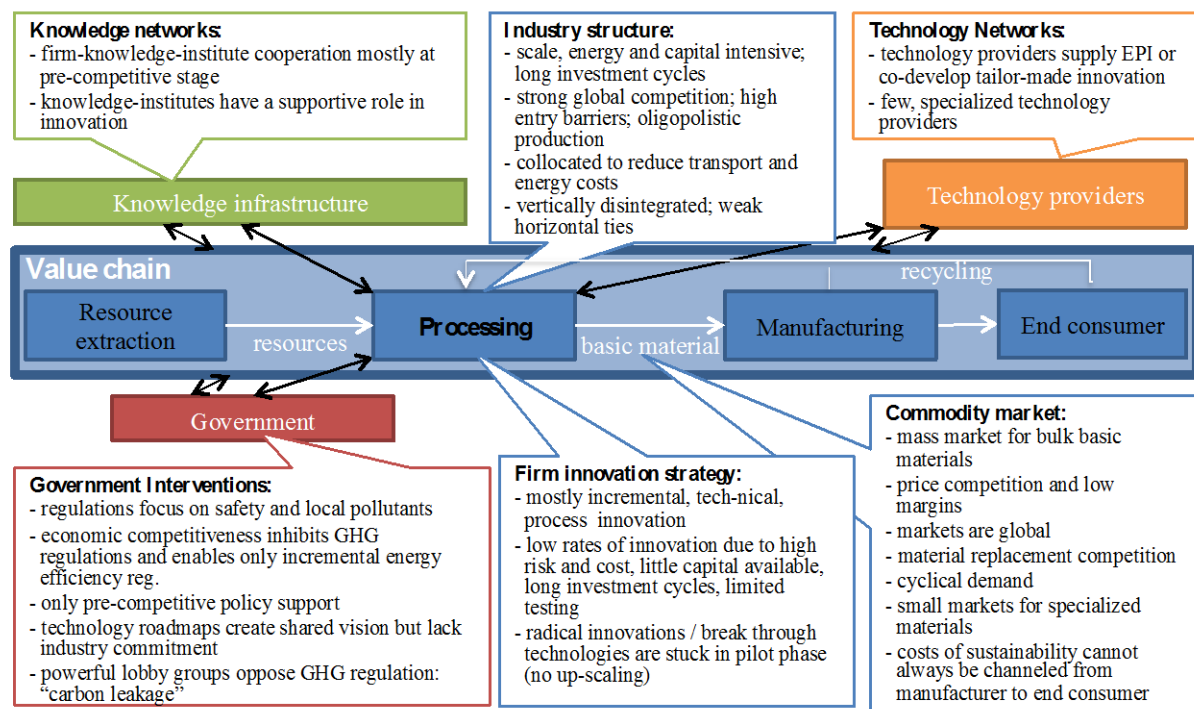 Knowledge networks:
- firm-knowledge-institute cooperation mostly at
pre-competitive stage
- knowledge-institutes have a supportive role in
innovation
Industry structure:
- scale, energy and capital intensive;
long investment cycles
- strong global competition; high
entry barriers; oligopolistic
production
- collocated to reduce transport and
energy costs
- vertically disintegrated; weak
horizontal ties
Technology Networks:
- technology providers supply EPI or
co-develop tailor-made innovation
- few, specialized technology
providers
Knowledge infrastructure
Technology providers
Value chain
recycling
Resource
extraction
resources
Processing
basic material
Manufacturing
End consumer
Government
Government Interventions:
- regulations focus on safety and local pollutants
- economic competitiveness inhibits GHG
regulations and enables only incremental energy
efficiency reg.
- only pre-competitive policy support
- technology roadmaps create shared vision but lack
industry commitment
- powerful lobby groups oppose GHG regulation:
“carbon leakage”
Firm innovation strategy:
- mostly incremental, tech-nical,
process innovation
- low rates of innovation due to high
risk and cost, little capital available,
long investment cycles, limited
testing
- radical innovations / break through
technologies are stuck in pilot phase
(no up-scaling)
Commodity market:
- mass market for bulk basic
materials
- price competition and low
margins
- markets are global
- material replacement competition
- cyclical demand
- small markets for specialized
materials
- costs of sustainability cannot
always be channeled from
manufacturer to end consumer